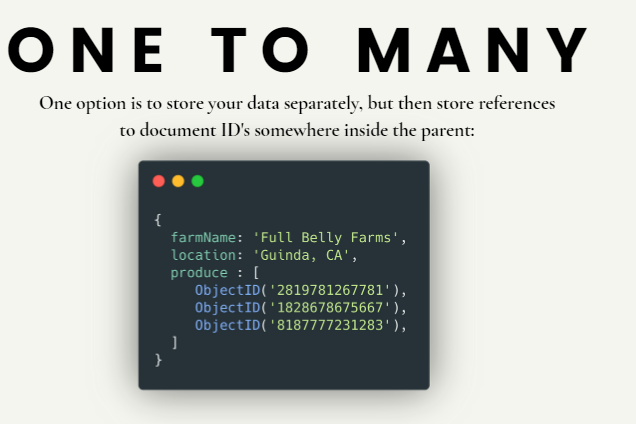 ONE TO MANY
One option is to store your data separately, but then store references
to document ID's somewhere inside the parent:
{
farmName: 'Full Belly Farms',
location: 'Guinda, CA',
produce : [
ObjectID('2819781267781'),
ObjectID('1828678675667'),
ObjectID('8187777231283'),
]
}